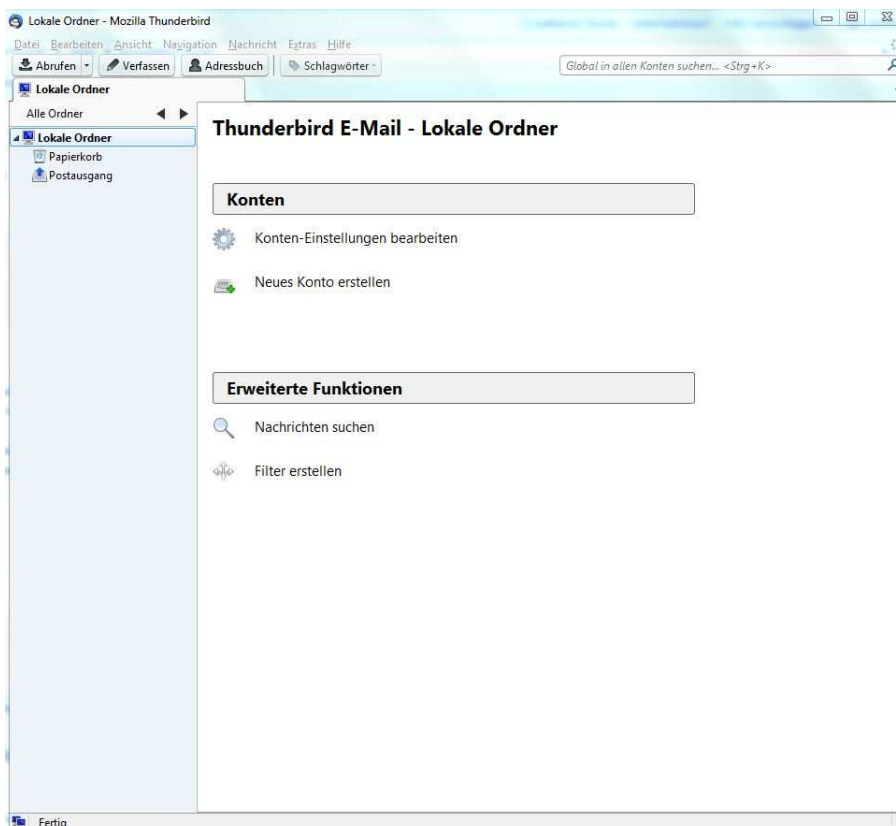 Lokale Ordner - Mozilla Thunderbird
Datei Bearbeiten Ansicht Navigation Nachricht Extras Hilfe
Abrufen Verfassen Adressbuch Schlagwörter Global in allen Konten suchen... <Strg+K>
Lokale Ordner
Alle Ordner
Lokale Ordner
Papierkorb
Postausgang
Thunderbird E-Mail - Lokale Ordner
Konten
Konten-Einstellungen bearbeiten
Neues Konto erstellen
Erweiterte Funktionen
Nachrichten suchen
Filter erstellen
Fertig